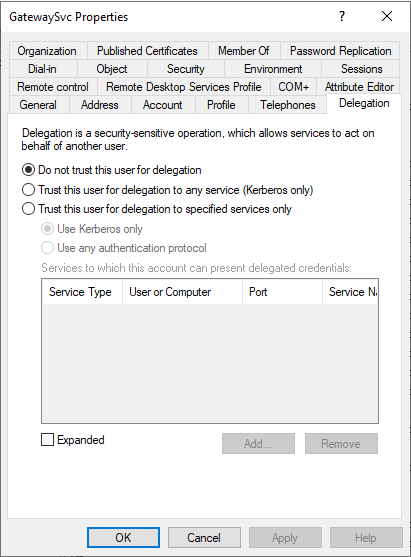 GatewaySvc Properties
Organization Published Certificates Member Of Password Replication
Dial-in Object Security Environment Sessions
Remote control Remote Desktop Services Profile COM+ Attribute Editor
General Address Account Profile Telephones Delegation
Delegation is a security-sensitive operation, which allows services to act on
behalf of another user.
Do not trust this user for delegation
Trust this user for delegation to any service (Kerberos only)
Trust this user for delegation to specified services only
Use Kerberos only
Use any authentication protocol
Services to which this account can present delegated credentials:
Service Type User or Computer Port Service Na
Expanded Add... Remove
OK Cancel Apply Help